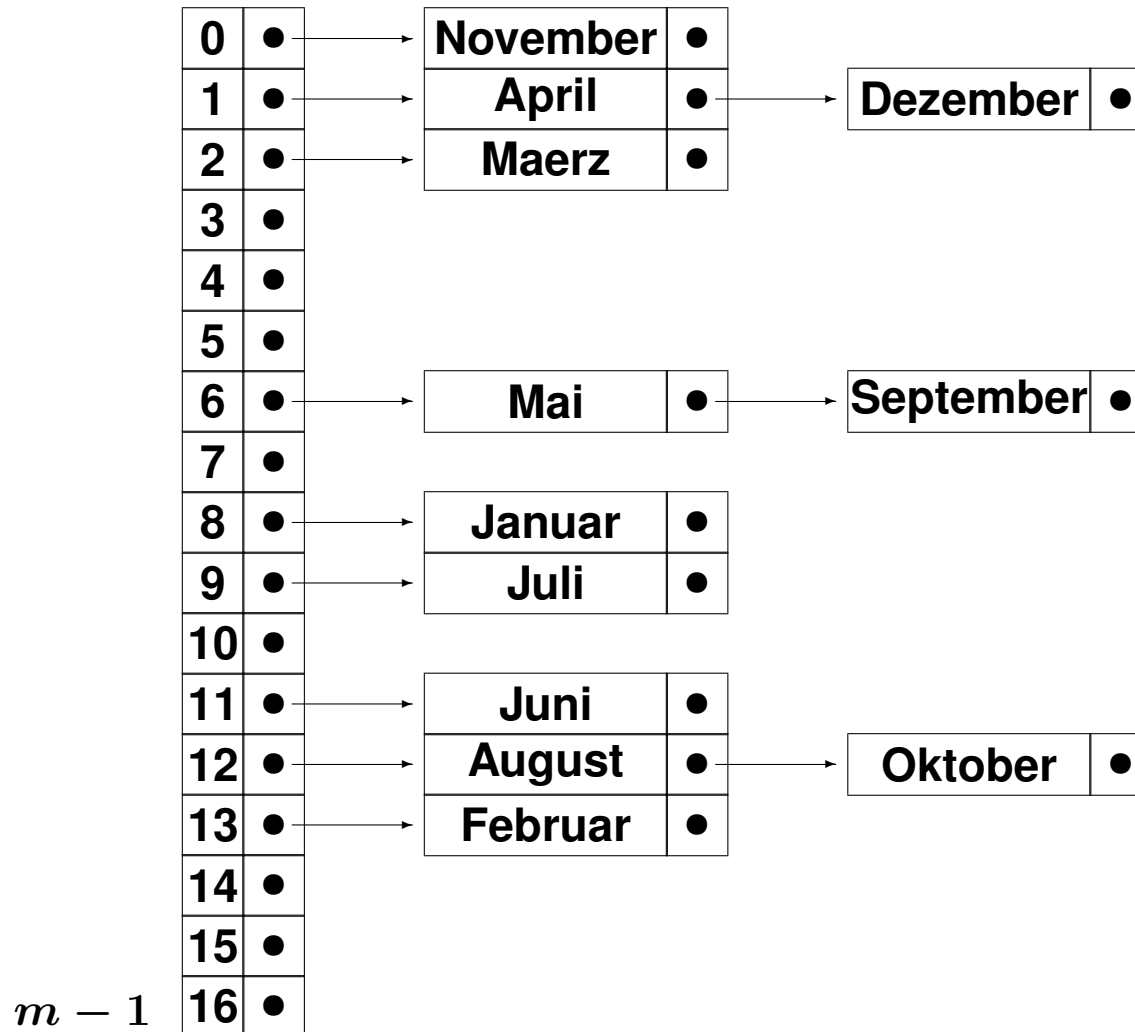 0 November
1 April Dezember
2 Maerz
3
4
5
6 Mai September
7
8 Januar
9 Juli
10
11 Juni
12 August Oktober
13 Februar
14
15
m − 1 16